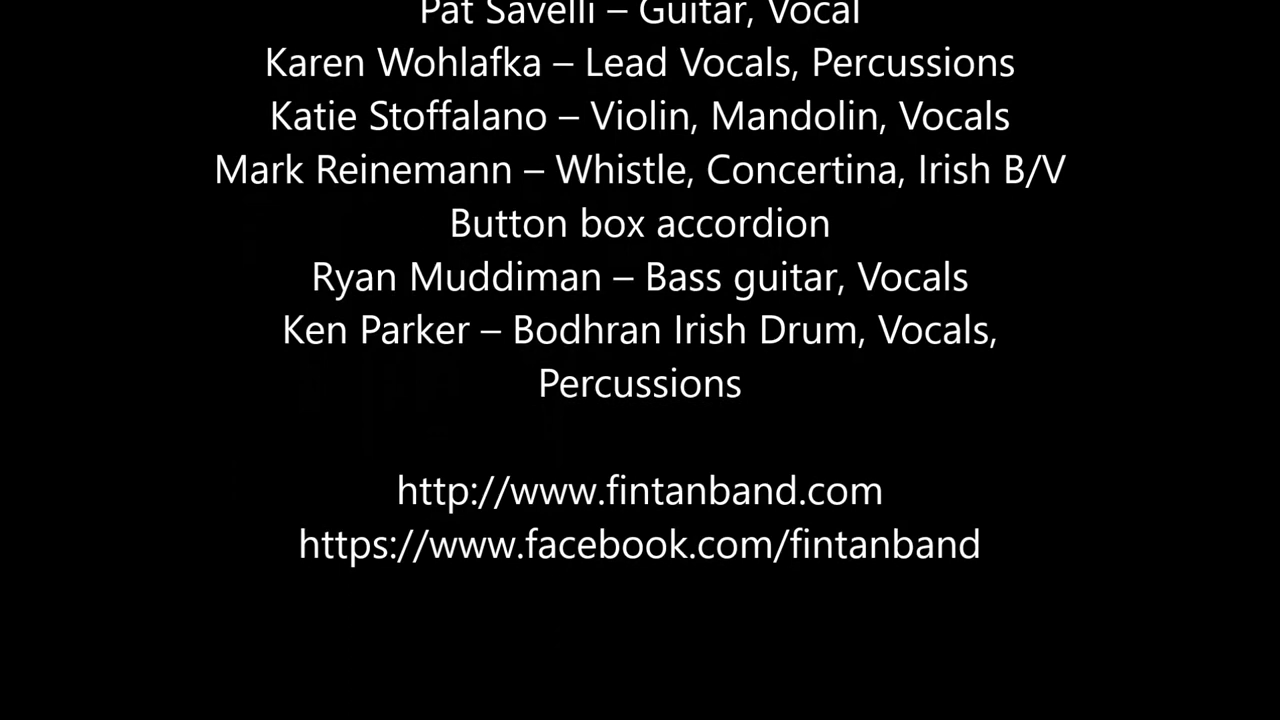 Pat Savelli – Guitar, Vocal
Karen Wohlafka – Lead Vocals, Percussions
Katie Stoffalano – Violin, Mandolin, Vocals
Mark Reinemann – Whistle, Concertina, Irish B/V
Button box accordion
Ryan Muddiman – Bass guitar, Vocals
Ken Parker – Bodhran Irish Drum, Vocals,
Percussions
http://www.fintanband.com
https://www.facebook.com/fintanband